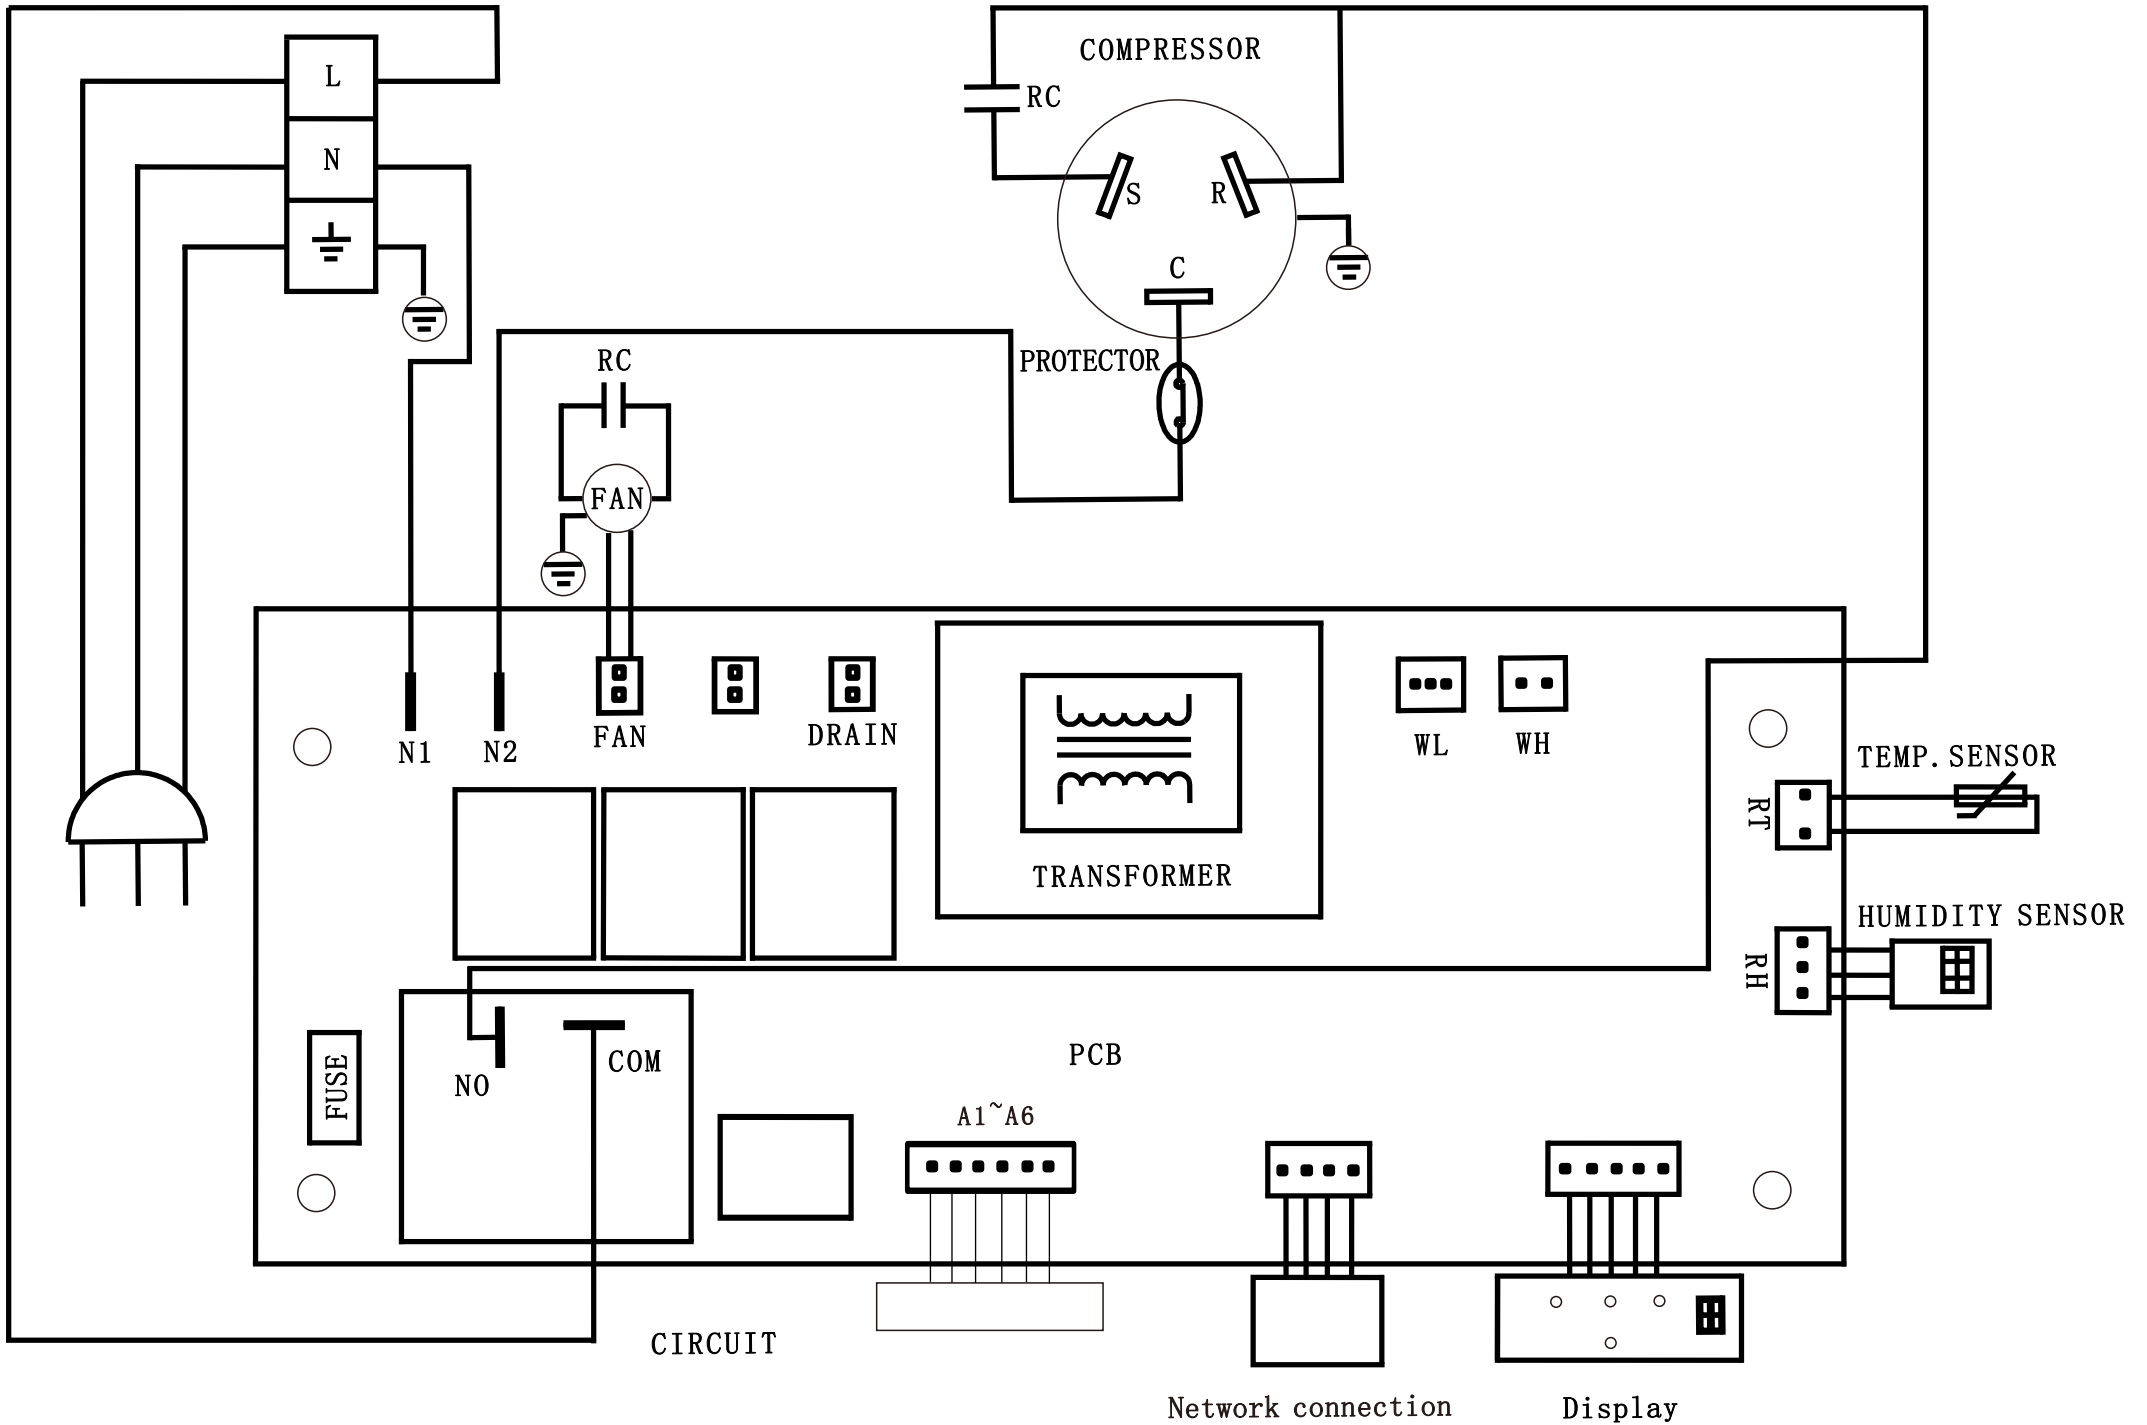 L
COMPRESSOR
RC
N
S
R
C
RC
PROTECTOR
FAN
N1
N2
FAN
DRAIN
WL
WH
TEMP. SENSOR
RT
TRANSFORMER
HUMIDITY SENSOR
RH
FUSE
NO
COM
PCB
A1~A6
CIRCUIT
Network connection
Display